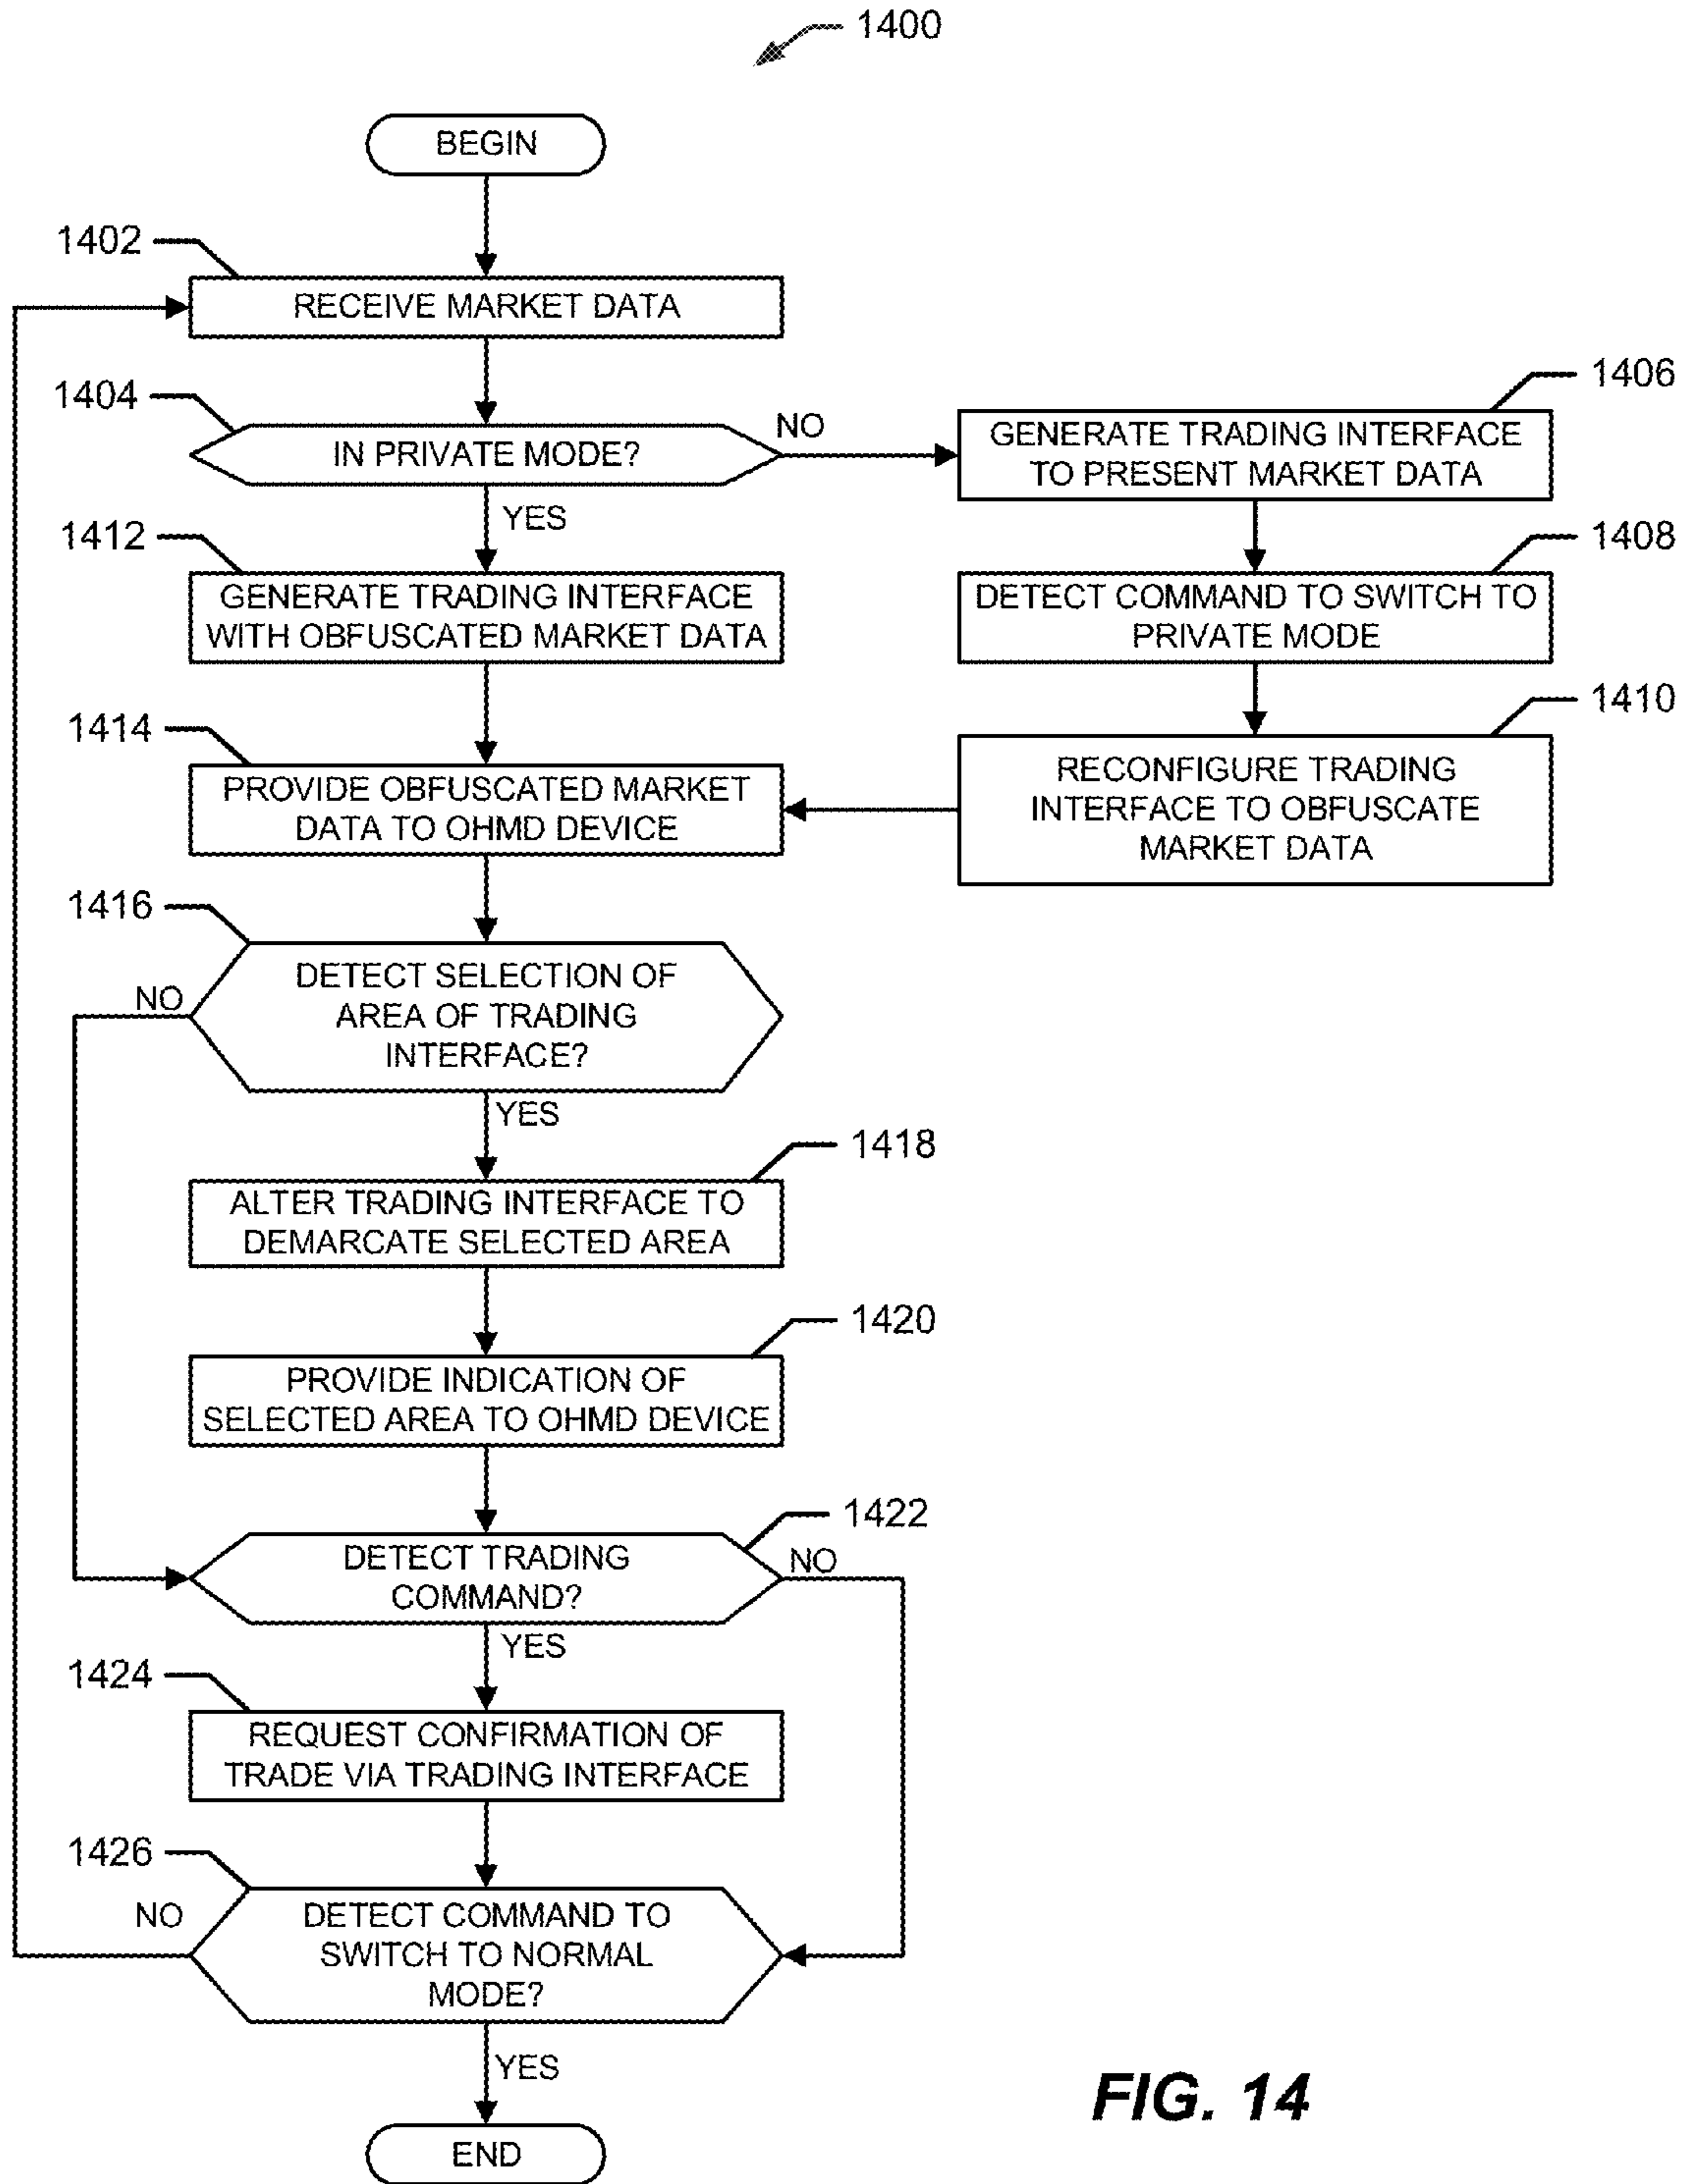 1400
BEGIN
1402
RECEIVE MARKET DATA
1404
IN PRIVATE MODE?
NO
YES
1406
GENERATE TRADING INTERFACE
TO PRESENT MARKET DATA
1408
DETECT COMMAND TO SWITCH TO
PRIVATE MODE
1410
RECONFIGURE TRADING
INTERFACE TO OBFUSCATE
MARKET DATA
1412
GENERATE TRADING INTERFACE
WITH OBFUSCATED MARKET DATA
1414
PROVIDE OBFUSCATED MARKET
DATA TO OHMD DEVICE
1416
DETECT SELECTION OF
AREA OF TRADING
INTERFACE?
NO
YES
1418
ALTER TRADING INTERFACE TO
DEMARCATE SELECTED AREA
1420
PROVIDE INDICATION OF
SELECTED AREA TO OHMD DEVICE
1422
DETECT TRADING
COMMAND?
NO
YES
1424
REQUEST CONFIRMATION OF
TRADE VIA TRADING INTERFACE
1426
DETECT COMMAND TO
SWITCH TO NORMAL
MODE?
NO
YES
END
FIG. 14